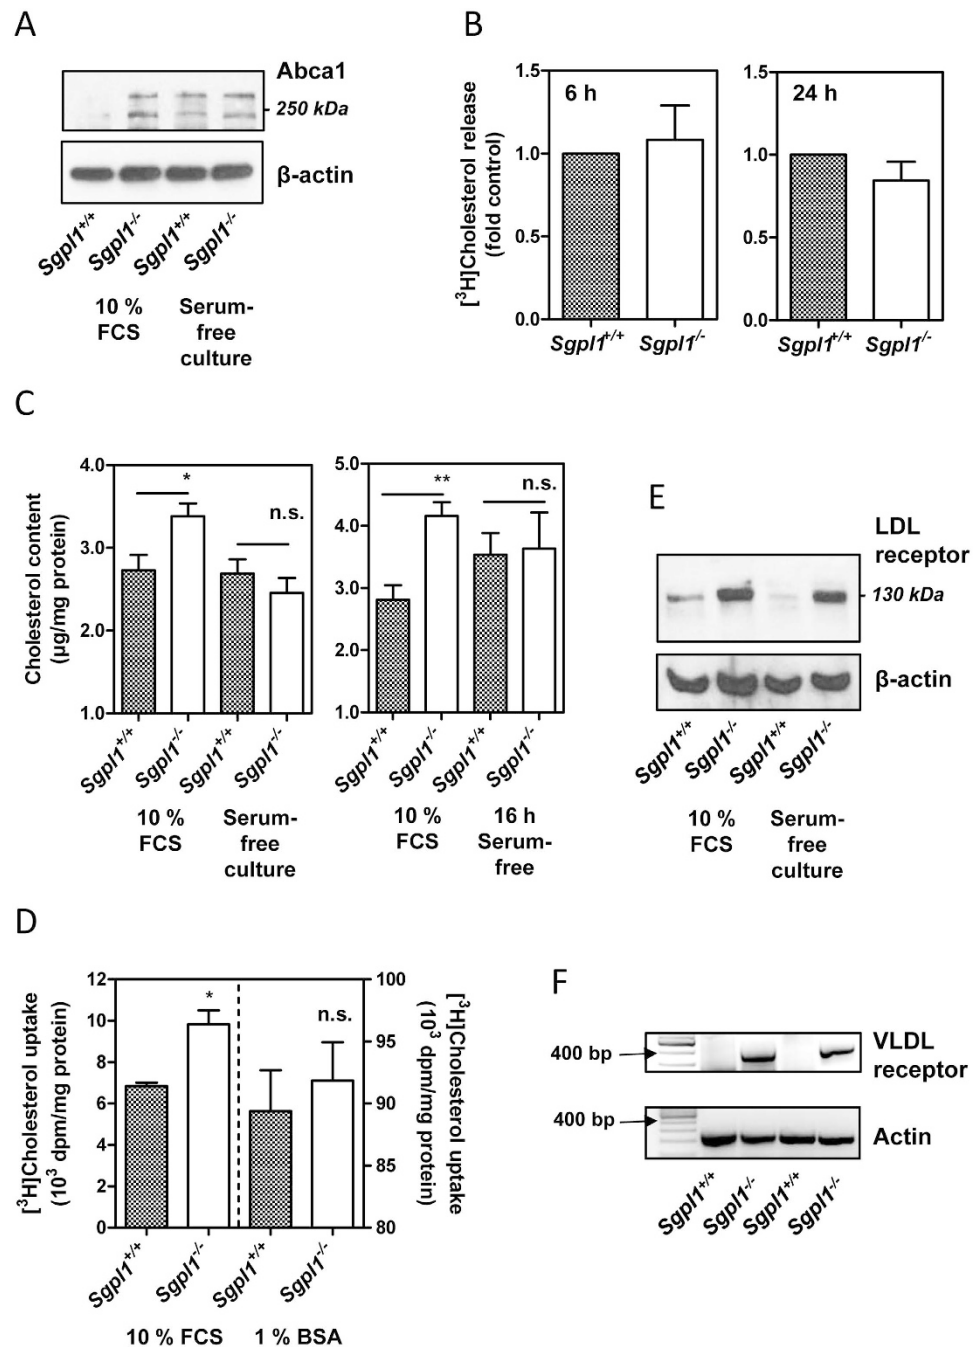 A
Abca1
250 kDa
β-actin
Sgpl1+/+ Sgpl1-/- Sgpl1+/+ Sgpl1-/-
10 % Serum-
FCS free
culture
B
[³H]Cholesterol release
(fold control)
1.5
1.0
0.5
0.0
6 h
Sgpl1+/+ Sgpl1-/-
1.5
1.0
0.5
0.0
24 h
Sgpl1+/+ Sgpl1-/-
C
Cholesterol content
(µg/mg protein)
4.0
3.0
2.0
1.0
*
n.s.
Sgpl1+/+ Sgpl1-/- Sgpl1+/+ Sgpl1-/-
10 % Serum-
FCS free
culture
5.0
4.0
3.0
2.0
1.0
**
n.s.
Sgpl1+/+ Sgpl1-/- Sgpl1+/+ Sgpl1-/-
10 % 16 h
FCS Serum-
free
E
LDL
receptor
130 kDa
β-actin
Sgpl1+/+ Sgpl1-/- Sgpl1+/+ Sgpl1-/-
10 % Serum-
FCS free
culture
D
[³H]Cholesterol uptake
(10³ dpm/mg protein)
12
10
8
6
4
2
0
*
n.s.
100
95
90
85
80
[³H]Cholesterol uptake
(10³ dpm/mg protein)
Sgpl1+/+ Sgpl1-/- Sgpl1+/+ Sgpl1-/-
10 % FCS 1 % BSA
F
400 bp
VLDL
receptor
400 bp
Actin
Sgpl1+/+ Sgpl1-/- Sgpl1+/+ Sgpl1-/-